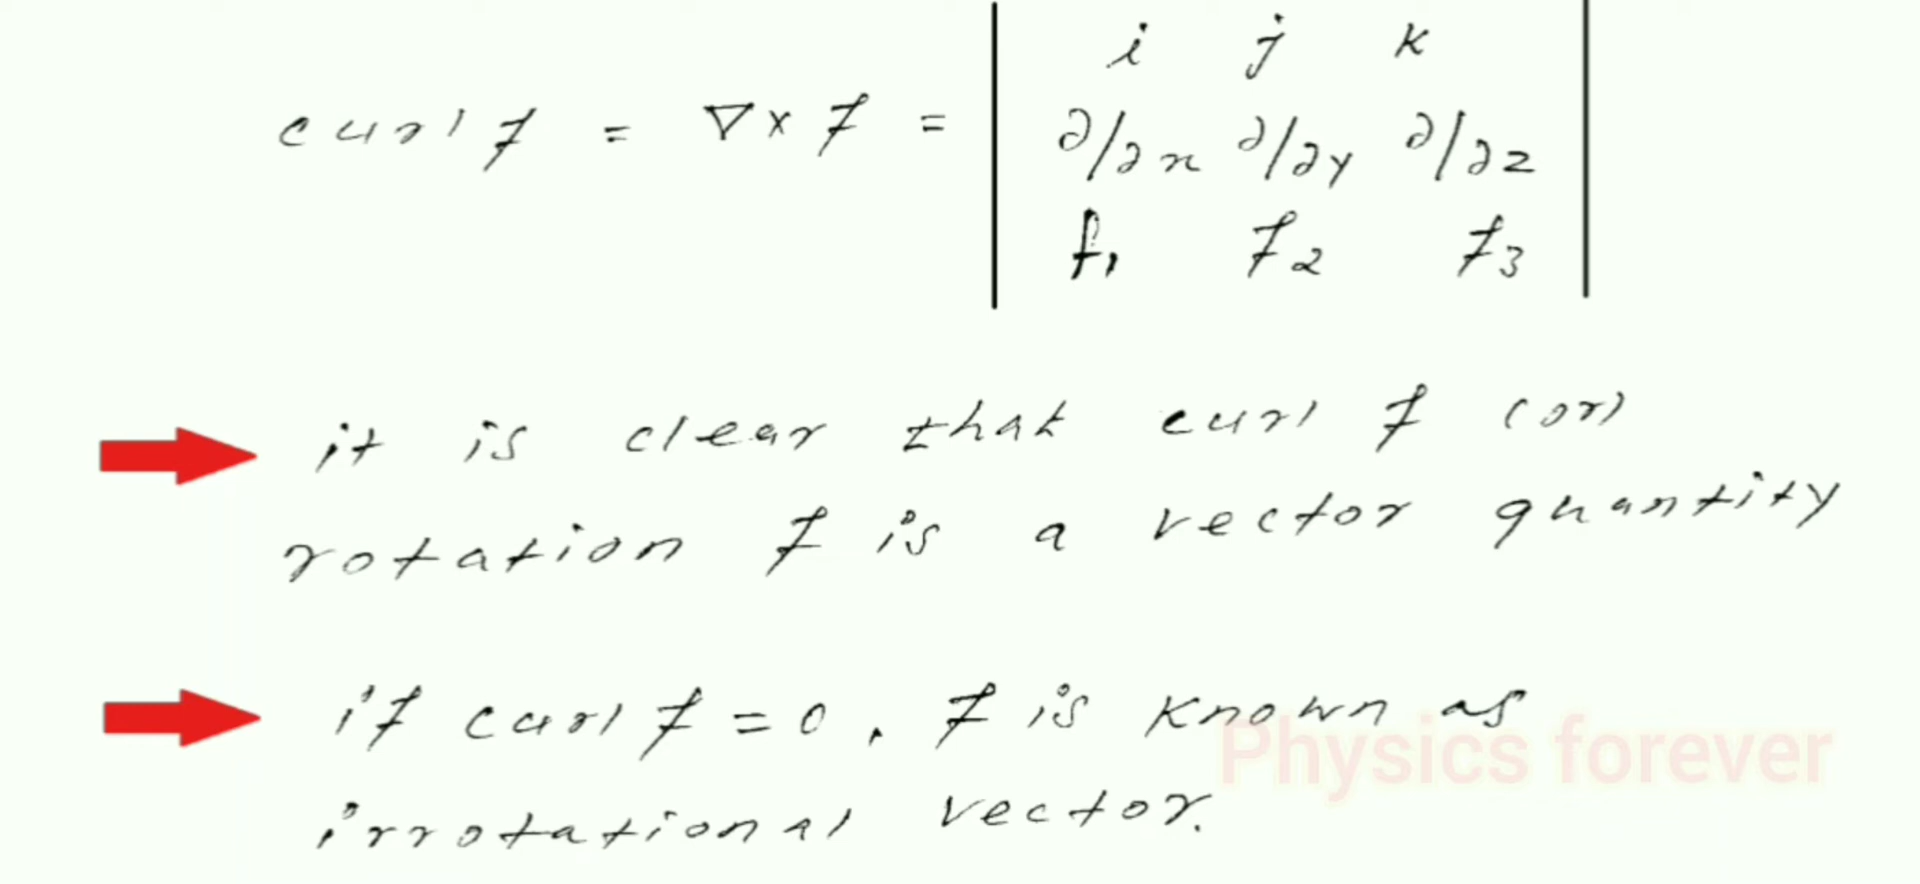 i j k
curl f = ∇ x f = ∂/∂x ∂/∂y ∂/∂z
f1 f2 f3
it is clear that curl f (or)
rotation f is a vector quantity
if curl f = 0, f is known as
Physics forever
irrotational vector.